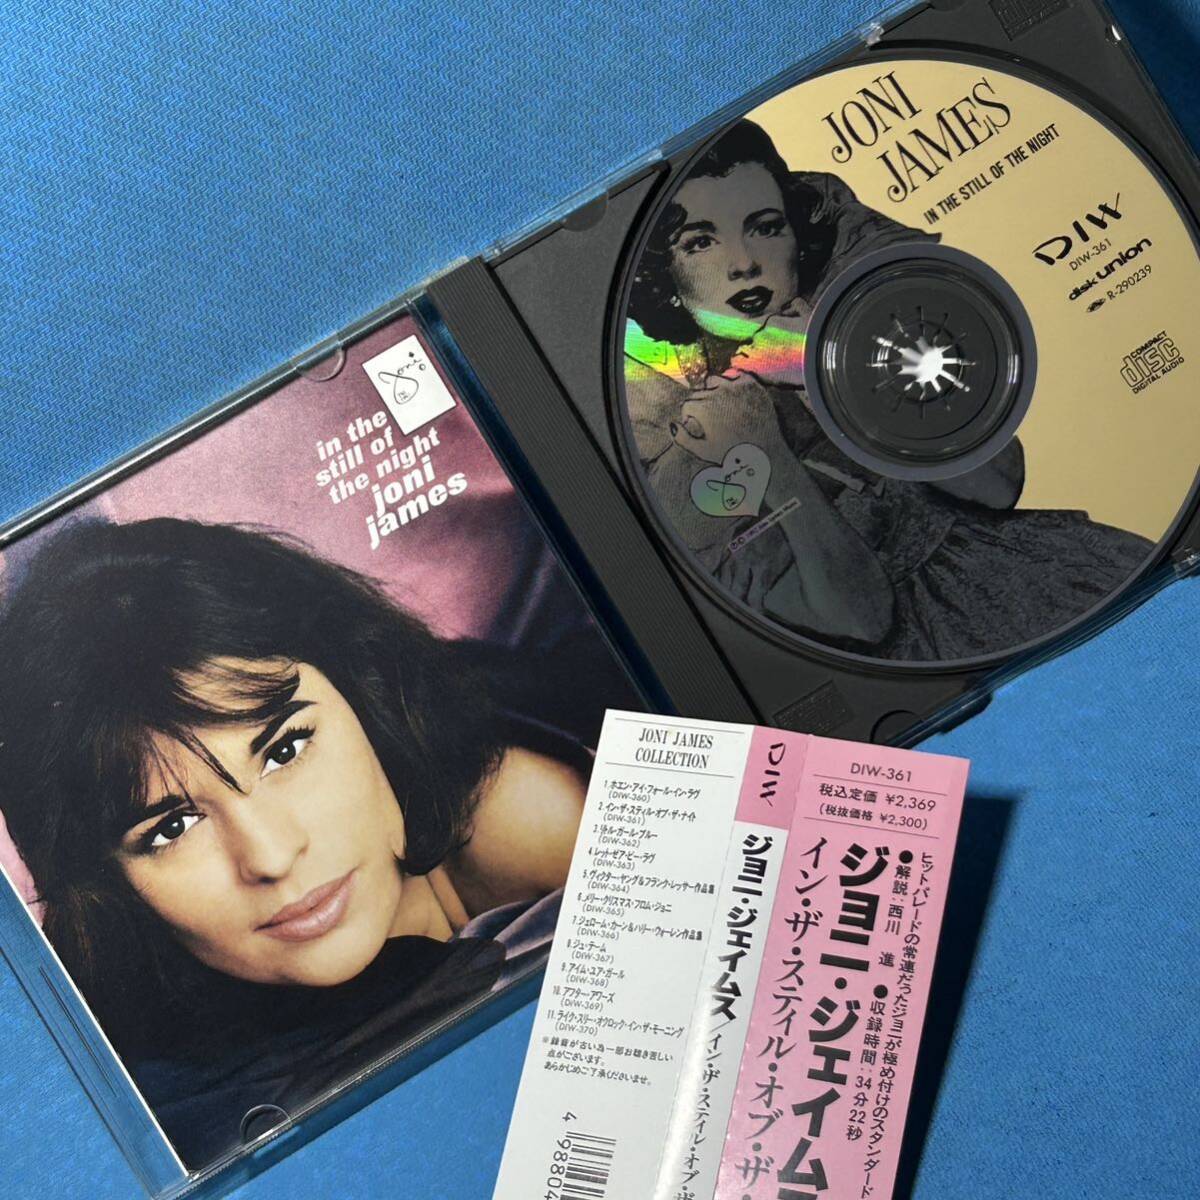 Joni
in the
still of
the night
joni
james
JONI
JAMES
IN THE STILL OF THE NIGHT
DIW
DIW-361
disk union
R-290239
COMPACT
disc
DIGITAL AUDIO
Joni
JONI JAMES
COLLECTION
1.ホエン・アイ・フォール・イン・ラヴ
(DIW-360)
2.イン・ザ・スティル・オブ・ザ・ナイト
(DIW-361)
3.リトル・ガール・ブルー
(DIW-362)
4.レット・ゼア・ビー・ラヴ
(DIW-363)
5.ヴィクター・ヤング&フランク・レッサー作品集
(DIW-364)
6.メリー・クリスマス・フロム・ジョニ
(DIW-365)
7.ジェローム・カーン&ハリー・ウォーレン作品集
(DIW-366)
8.ジュ・テーム
(DIW-367)
9.アイム・ユア・ガール
(DIW-368)
10.アフター・アワーズ
(DIW-369)
11.ライク・スリー・オクロック・イン・ザ・モーニング
(DIW-370)
※録音が古い為一部お聴き苦しい
点がございます。
あらかじめご了承くださいませ。
4 98804
DIW
ジョニ・ジェイムス/イン・ザ・スティル・オブ・ザ
DIW-361
税込定価 ¥2,369
(税抜価格 ¥2,300)
ヒットパレードの常連だったジョニが極め付けのスタンダード
●解説:西川 進 ●収録時間:34分22秒
ジョニ・ジェイムス
イン・ザ・スティル・オブ・ザ・